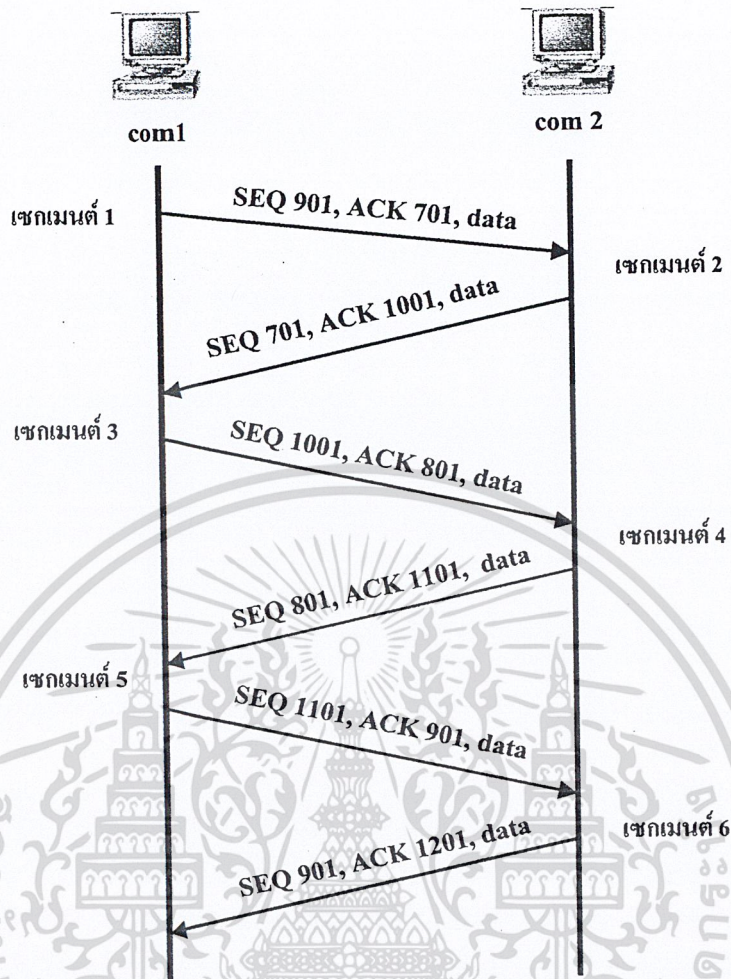 com1
com 2
เซกเมนต์ 1
SEQ 901, ACK 701, data
เซกเมนต์ 2
SEQ 701, ACK 1001, data
เซกเมนต์ 3
SEQ 1001, ACK 801, data
เซกเมนต์ 4
SEQ 801, ACK 1101, data
เซกเมนต์ 5
SEQ 1101, ACK 901, data
เซกเมนต์ 6
SEQ 901, ACK 1201, data